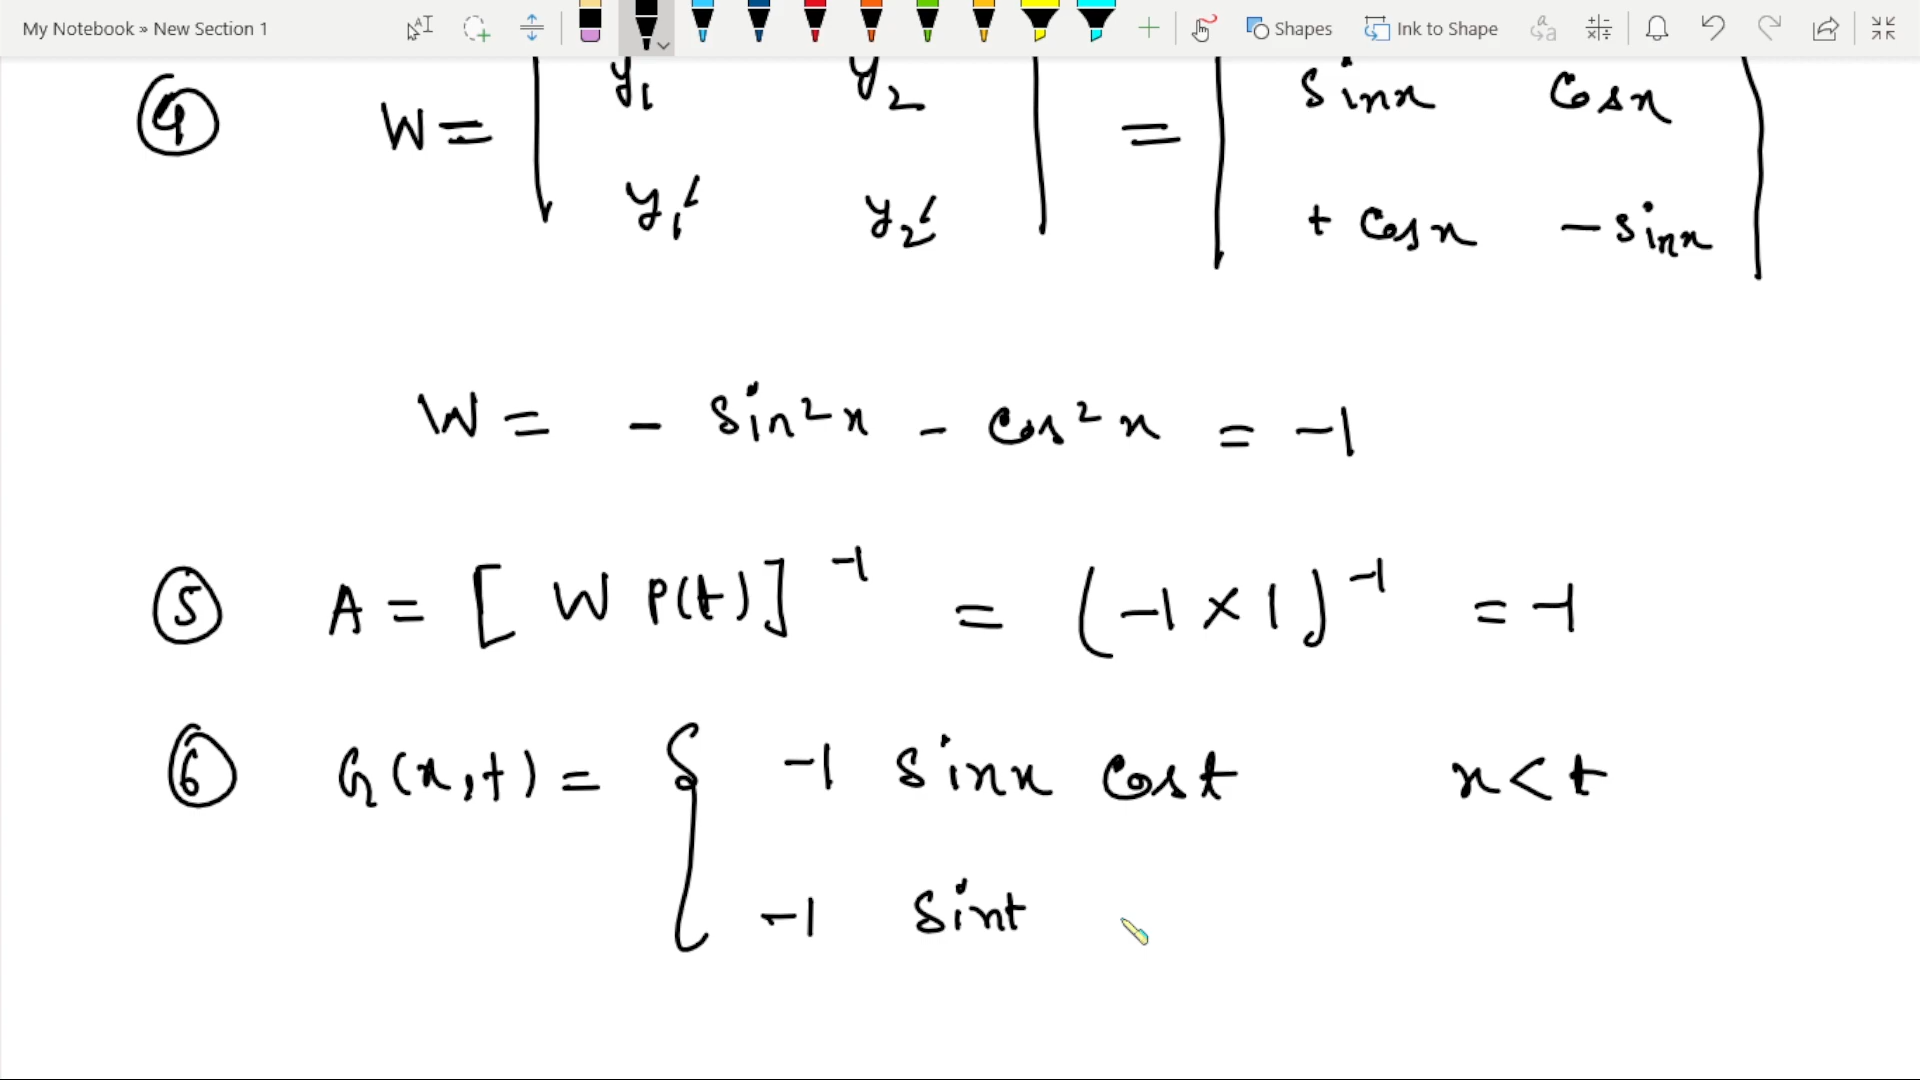 My Notebook » New Section 1 Shapes Ink to Shape
④ W = | y₁ y₂ | = | sinx cosx |
| y₁′ y₂′ | | + cosx − sinx |
W = − sin²x − cos²x = −1
⑤ A = [ W P(t) ]⁻¹ = (−1 × 1)⁻¹ = −1
⑥ G(x,t) = { −1 sinx cost x < t
−1 sint